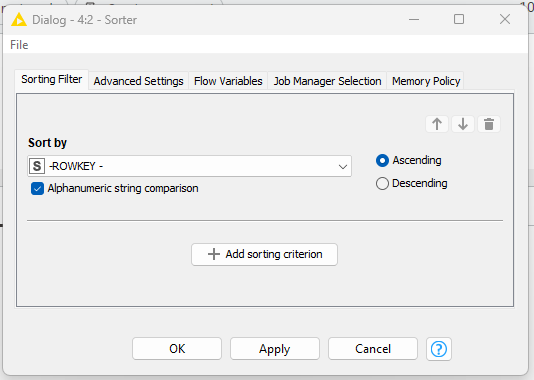 10
Dialog - 4:2 - Sorter
File
Sorting Filter Advanced Settings Flow Variables Job Manager Selection Memory Policy
Sort by
S -ROWKEY -
Ascending
Alphanumeric string comparison
Descending
Add sorting criterion
OK Apply Cancel ?